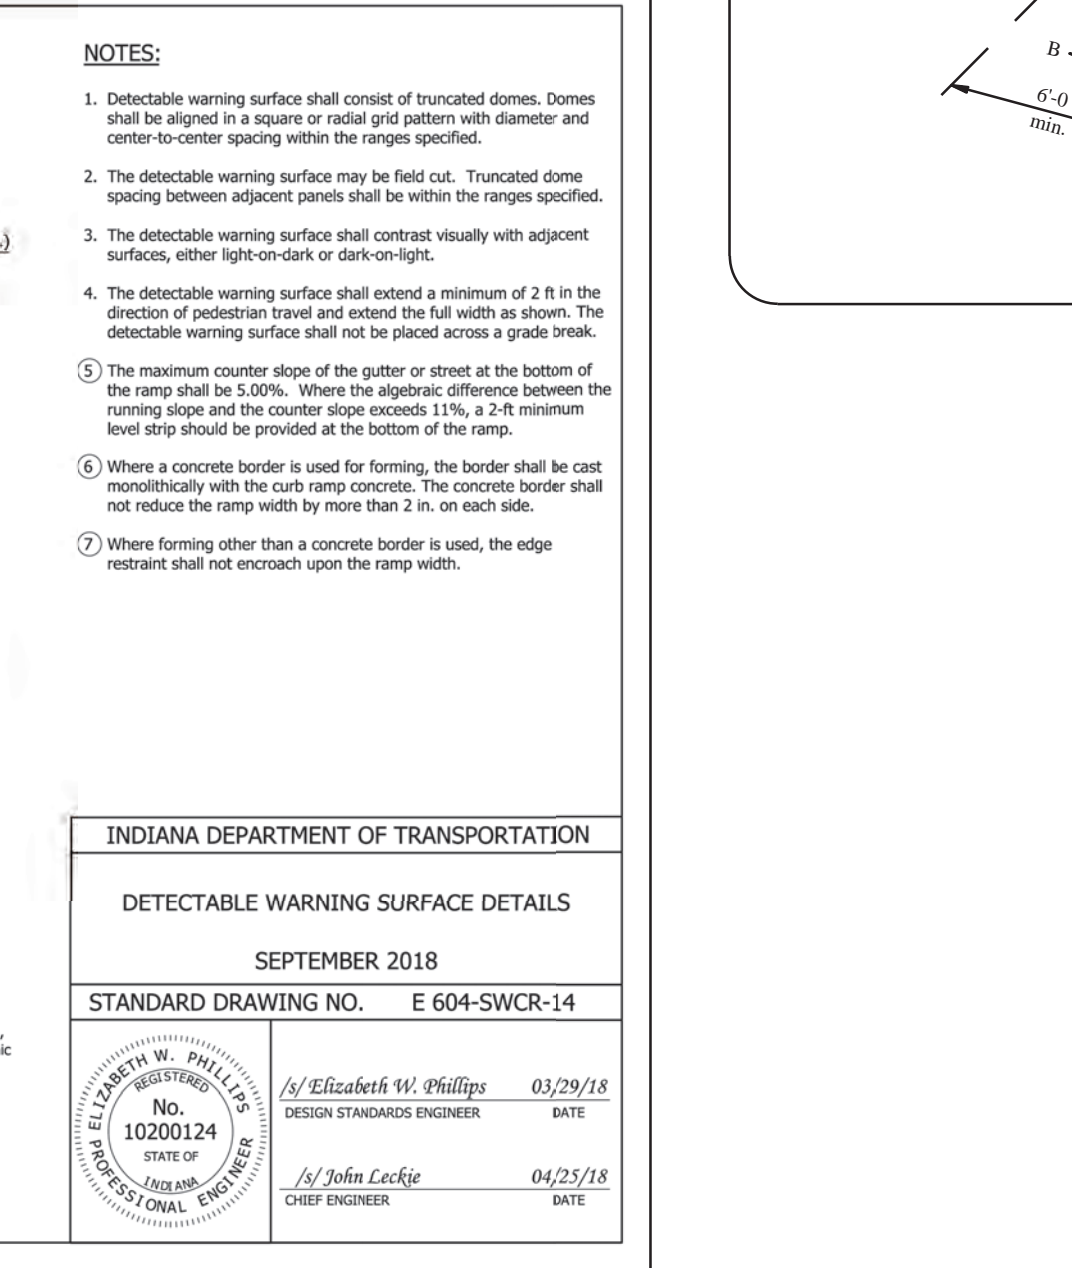 NOTES:
1. Detectable warning surface shall consist of truncated domes. Domes
shall be aligned in a square or radial grid pattern with diameter and
center-to-center spacing within the ranges specified.
2. The detectable warning surface may be field cut. Truncated dome
spacing between adjacent panels shall be within the ranges specified.
3. The detectable warning surface shall contrast visually with adjacent
surfaces, either light-on-dark or dark-on-light.
4. The detectable warning surface shall extend a minimum of 2 ft in the
direction of pedestrian travel and extend the full width as shown. The
detectable warning surface shall not be placed across a grade break.
5 The maximum counter slope of the gutter or street at the bottom of
the ramp shall be 5.00%. Where the algebraic difference between the
running slope and the counter slope exceeds 11%, a 2-ft minimum
level strip should be provided at the bottom of the ramp.
6 Where a concrete border is used for forming, the border shall be cast
monolithically with the curb ramp concrete. The concrete border shall
not reduce the ramp width by more than 2 in. on each side.
7 Where forming other than a concrete border is used, the edge
restraint shall not encroach upon the ramp width.
INDIANA DEPARTMENT OF TRANSPORTATION
DETECTABLE WARNING SURFACE DETAILS
SEPTEMBER 2018
STANDARD DRAWING NO. E 604-SWCR-14
ELIZABETH W. PHILLIPS
REGISTERED
No.
10200124
STATE OF
INDIANA
PROFESSIONAL ENGINEER
/s/ Elizabeth W. Phillips 03/29/18
DESIGN STANDARDS ENGINEER DATE
/s/ John Leckie 04/25/18
CHIEF ENGINEER DATE
ic
B
6'-0
min.